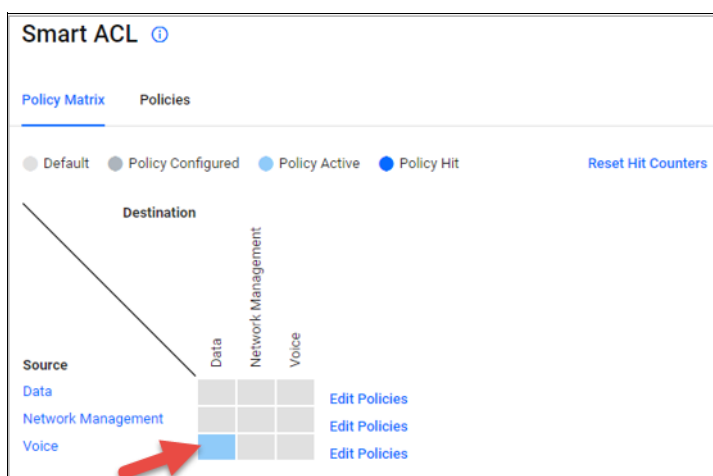 Smart ACL
Policy Matrix Policies
Default Policy Configured Policy Active Policy Hit Reset Hit Counters
Destination
Data Network Management Voice
Source
Data Edit Policies
Network Management Edit Policies
Voice Edit Policies